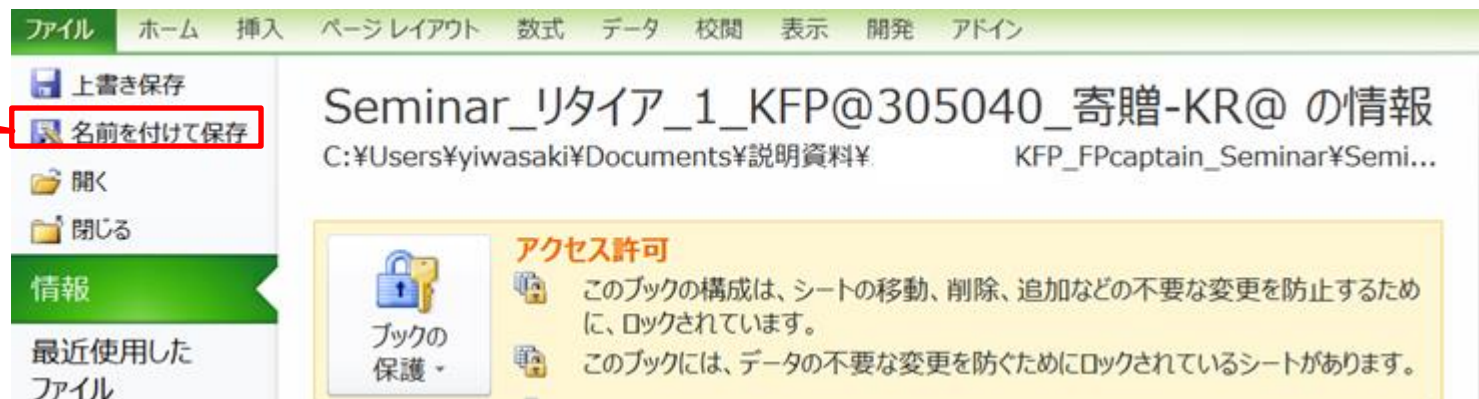 ファイル ホーム 挿入 ページ レイアウト 数式 データ 校閲 表示 開発 アドイン
上書き保存
名前を付けて保存
開く
閉じる
情報
最近使用した
ファイル
Seminar_リタイア_1_KFP@305040_寄贈-KR@ の情報
C:¥Users¥yiwasaki¥Documents¥説明資料¥ KFP_FPcaptain_Seminar¥Semi...
ブックの
保護
アクセス許可
このブックの構成は、シートの移動、削除、追加などの不要な変更を防止するため
に、ロックされています。
このブックには、データの不要な変更を防ぐためにロックされているシートがあります。